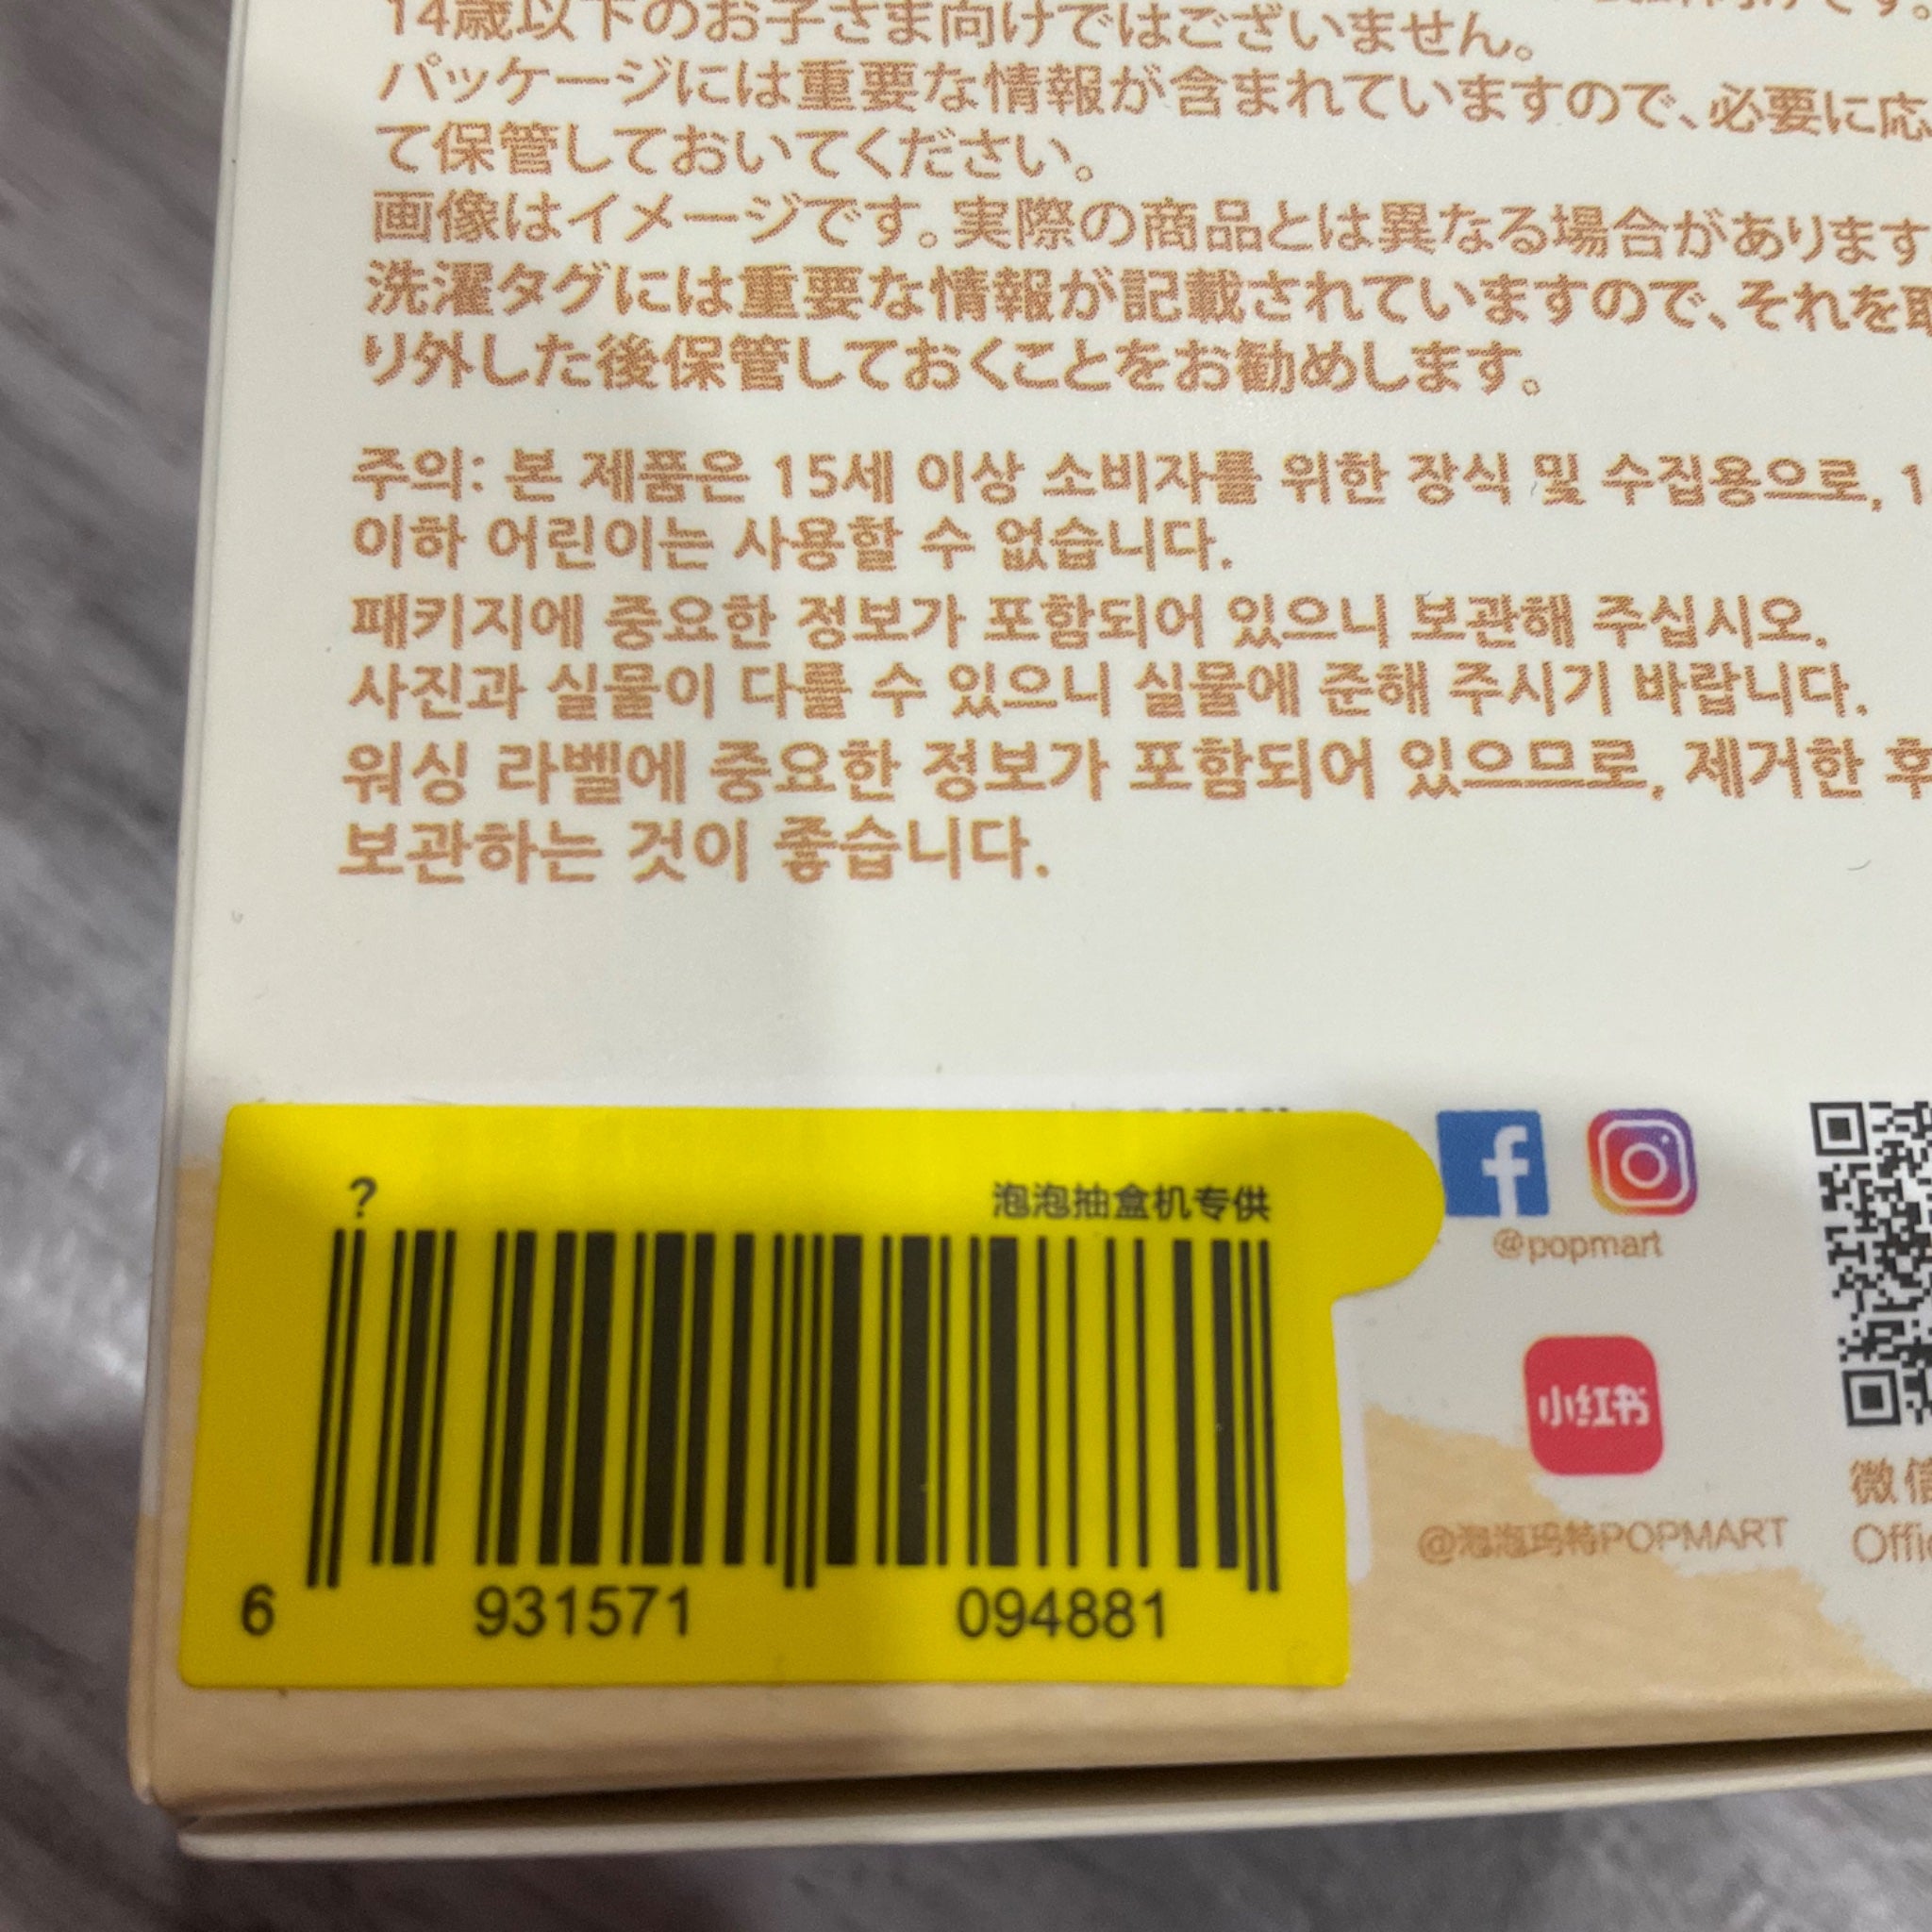 14歳以下のお子さま向けではございません。
パッケージには重要な情報が含まれていますので、必要に応
て保管しておいてください。
画像はイメージです。実際の商品とは異なる場合があります
洗濯タグには重要な情報が記載されていますので、それを取
り外した後保管しておくことをお勧めします。
주의: 본 제품은 15세 이상 소비자를 위한 장식 및 수집용으로, 1
이하 어린이는 사용할 수 없습니다.
패키지에 중요한 정보가 포함되어 있으니 보관해 주십시오.
사진과 실물이 다를 수 있으니 실물에 준해 주시기 바랍니다.
워싱 라벨에 중요한 정보가 포함되어 있으므로, 제거한 후
보관하는 것이 좋습니다.
? 泡泡抽盒机专供
6 931571 094881
f
@popmart
小红书
@泡泡玛特POPMART
微信
Offic